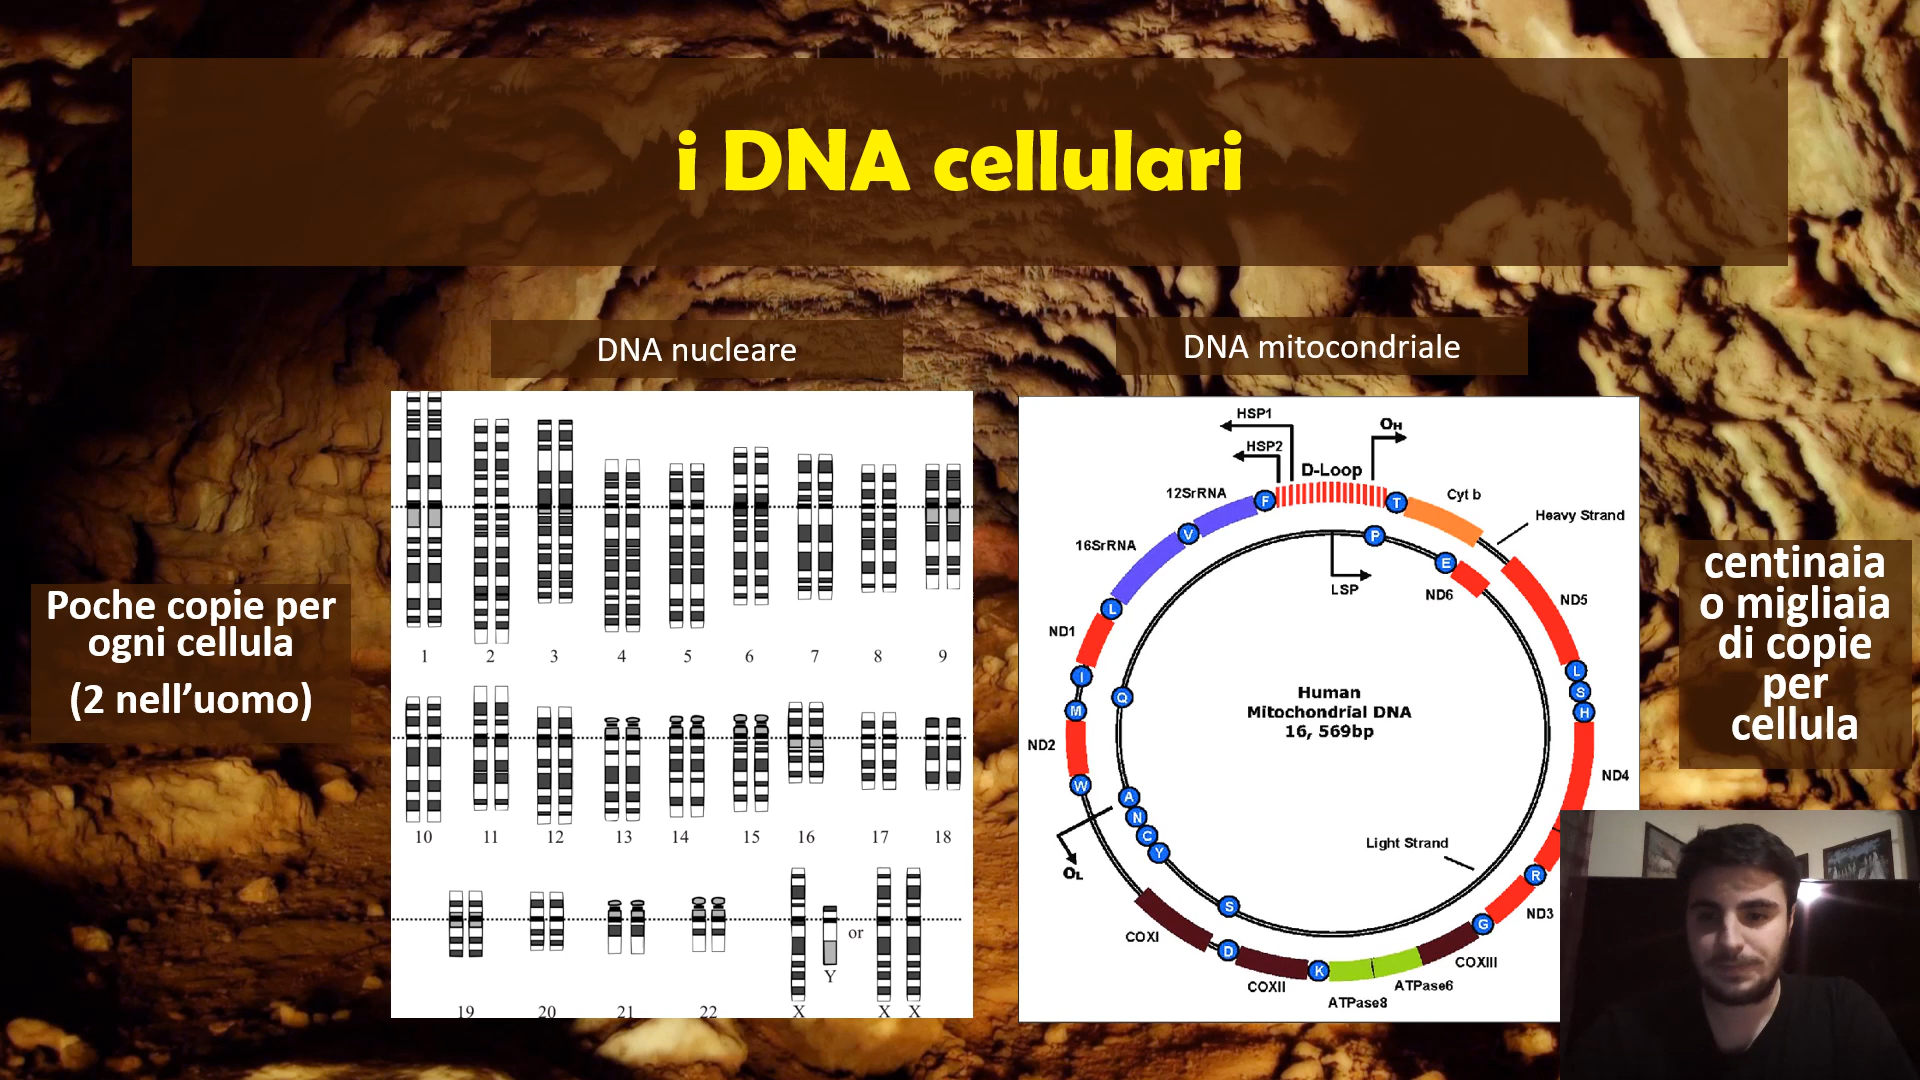 i DNA cellulari
DNA nucleare
DNA mitocondriale
Poche copie per
ogni cellula
(2 nell’uomo)
1 2 3 4 5 6 7 8 9
10 11 12 13 14 15 16 17 18
19 20 21 22 X Y or X X
HSP1
HSP2
OH
D-Loop
12SrRNA
F
T
Cyt b
Heavy Strand
V
P
16SrRNA
E
LSP
ND6
ND5
L
ND1
I
Q
L
S
M
H
ND2
Human
Mitochondrial DNA
16, 569bp
ND4
W
A
N
C
Y
OL
Light Strand
R
ND3
S
G
COXI
D
COXIII
K
COXII
ATPase6
ATPase8
centinaia
o migliaia
di copie
per
cellula